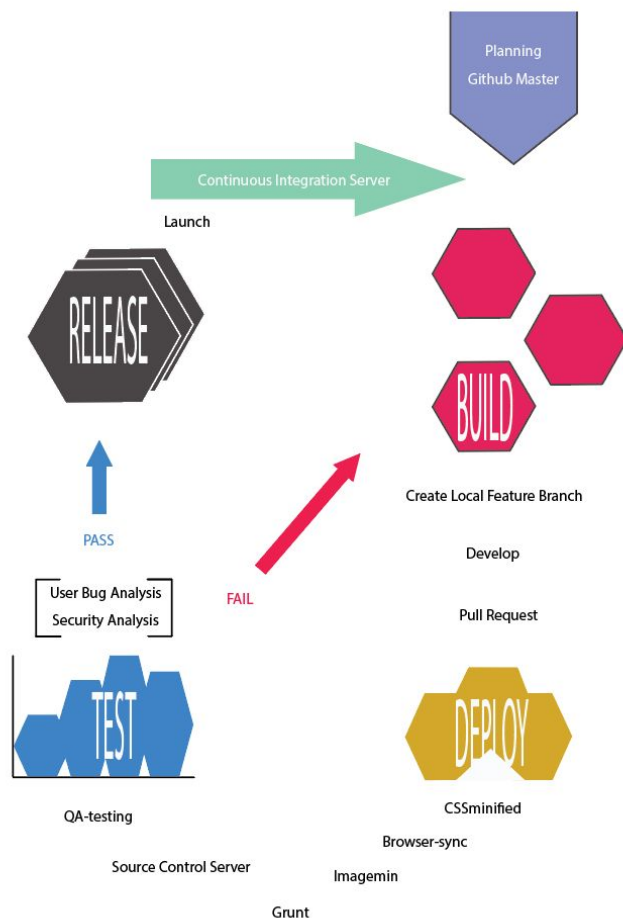 Planning
Github Master
Continuous Integration Server
Launch
RELEASE
BUILD
Create Local Feature Branch
PASS
Develop
User Bug Analysis
Security Analysis
FAIL
Pull Request
TEST
DEPLOY
QA-testing
CSSminified
Browser-sync
Source Control Server
Imagemin
Grunt